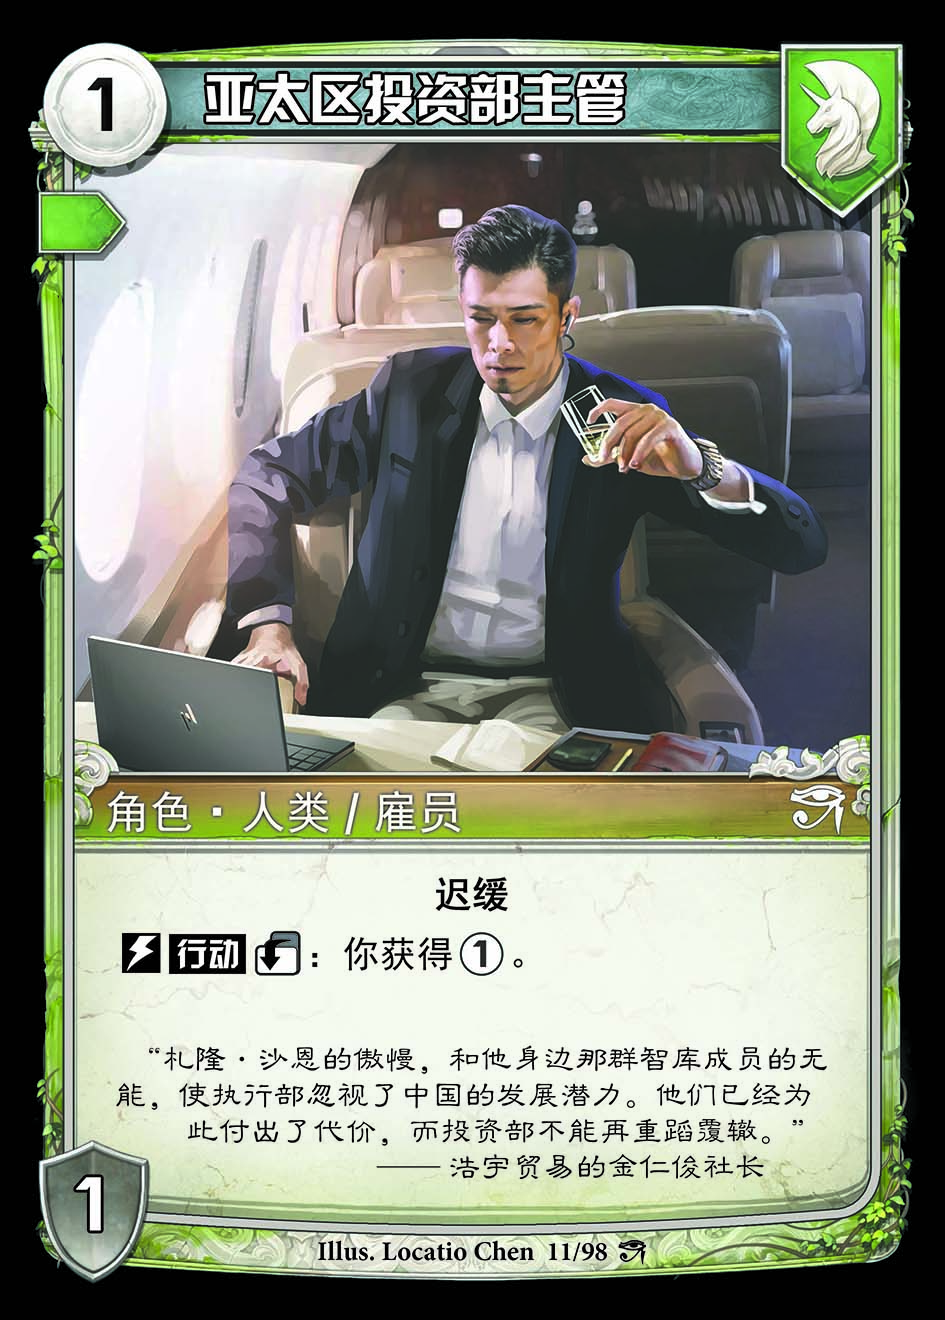 1
亚太区投资部主管
角色·人类 / 雇员
迟缓
行动：你获得①。
“札隆·沙恩的傲慢，和他身边那群智库成员的无
能，使执行部忽视了中国的发展潜力。他们已经为
此付出了代价，而投资部不能再重蹈覆辙。”
——浩宇贸易的金仁俊社长
1
Illus. Locatio Chen 11/98